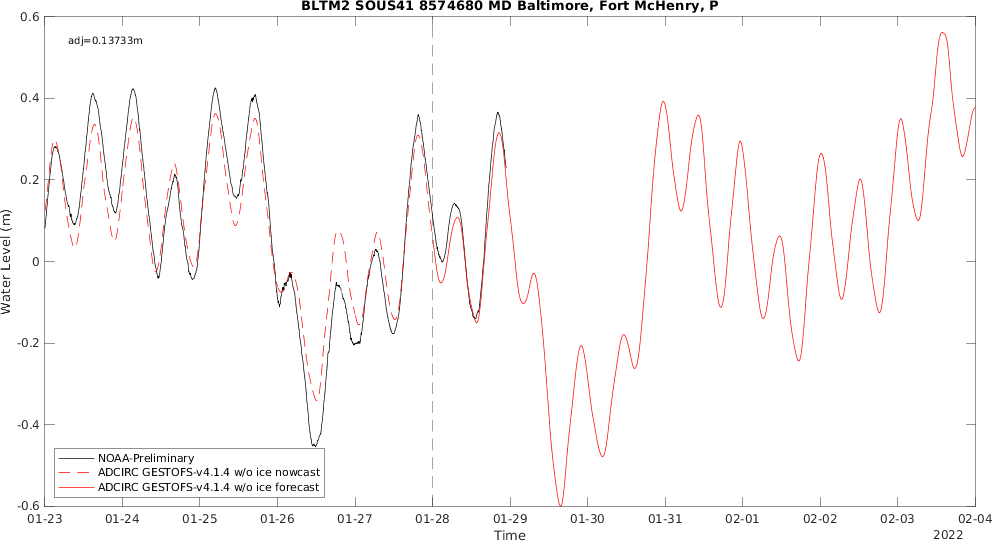 BLTM2 SOUS41 8574680 MD Baltimore, Fort McHenry, P
adj=0.13733m
0.6
0.4
0.2
0
-0.2
-0.4
-0.6
Water Level (m)
NOAA-Preliminary
ADCIRC GESTOFS-v4.1.4 w/o ice nowcast
ADCIRC GESTOFS-v4.1.4 w/o ice forecast
01-23 01-24 01-25 01-26 01-27 01-28 01-29 01-30 01-31 02-01 02-02 02-03 02-04
Time
2022